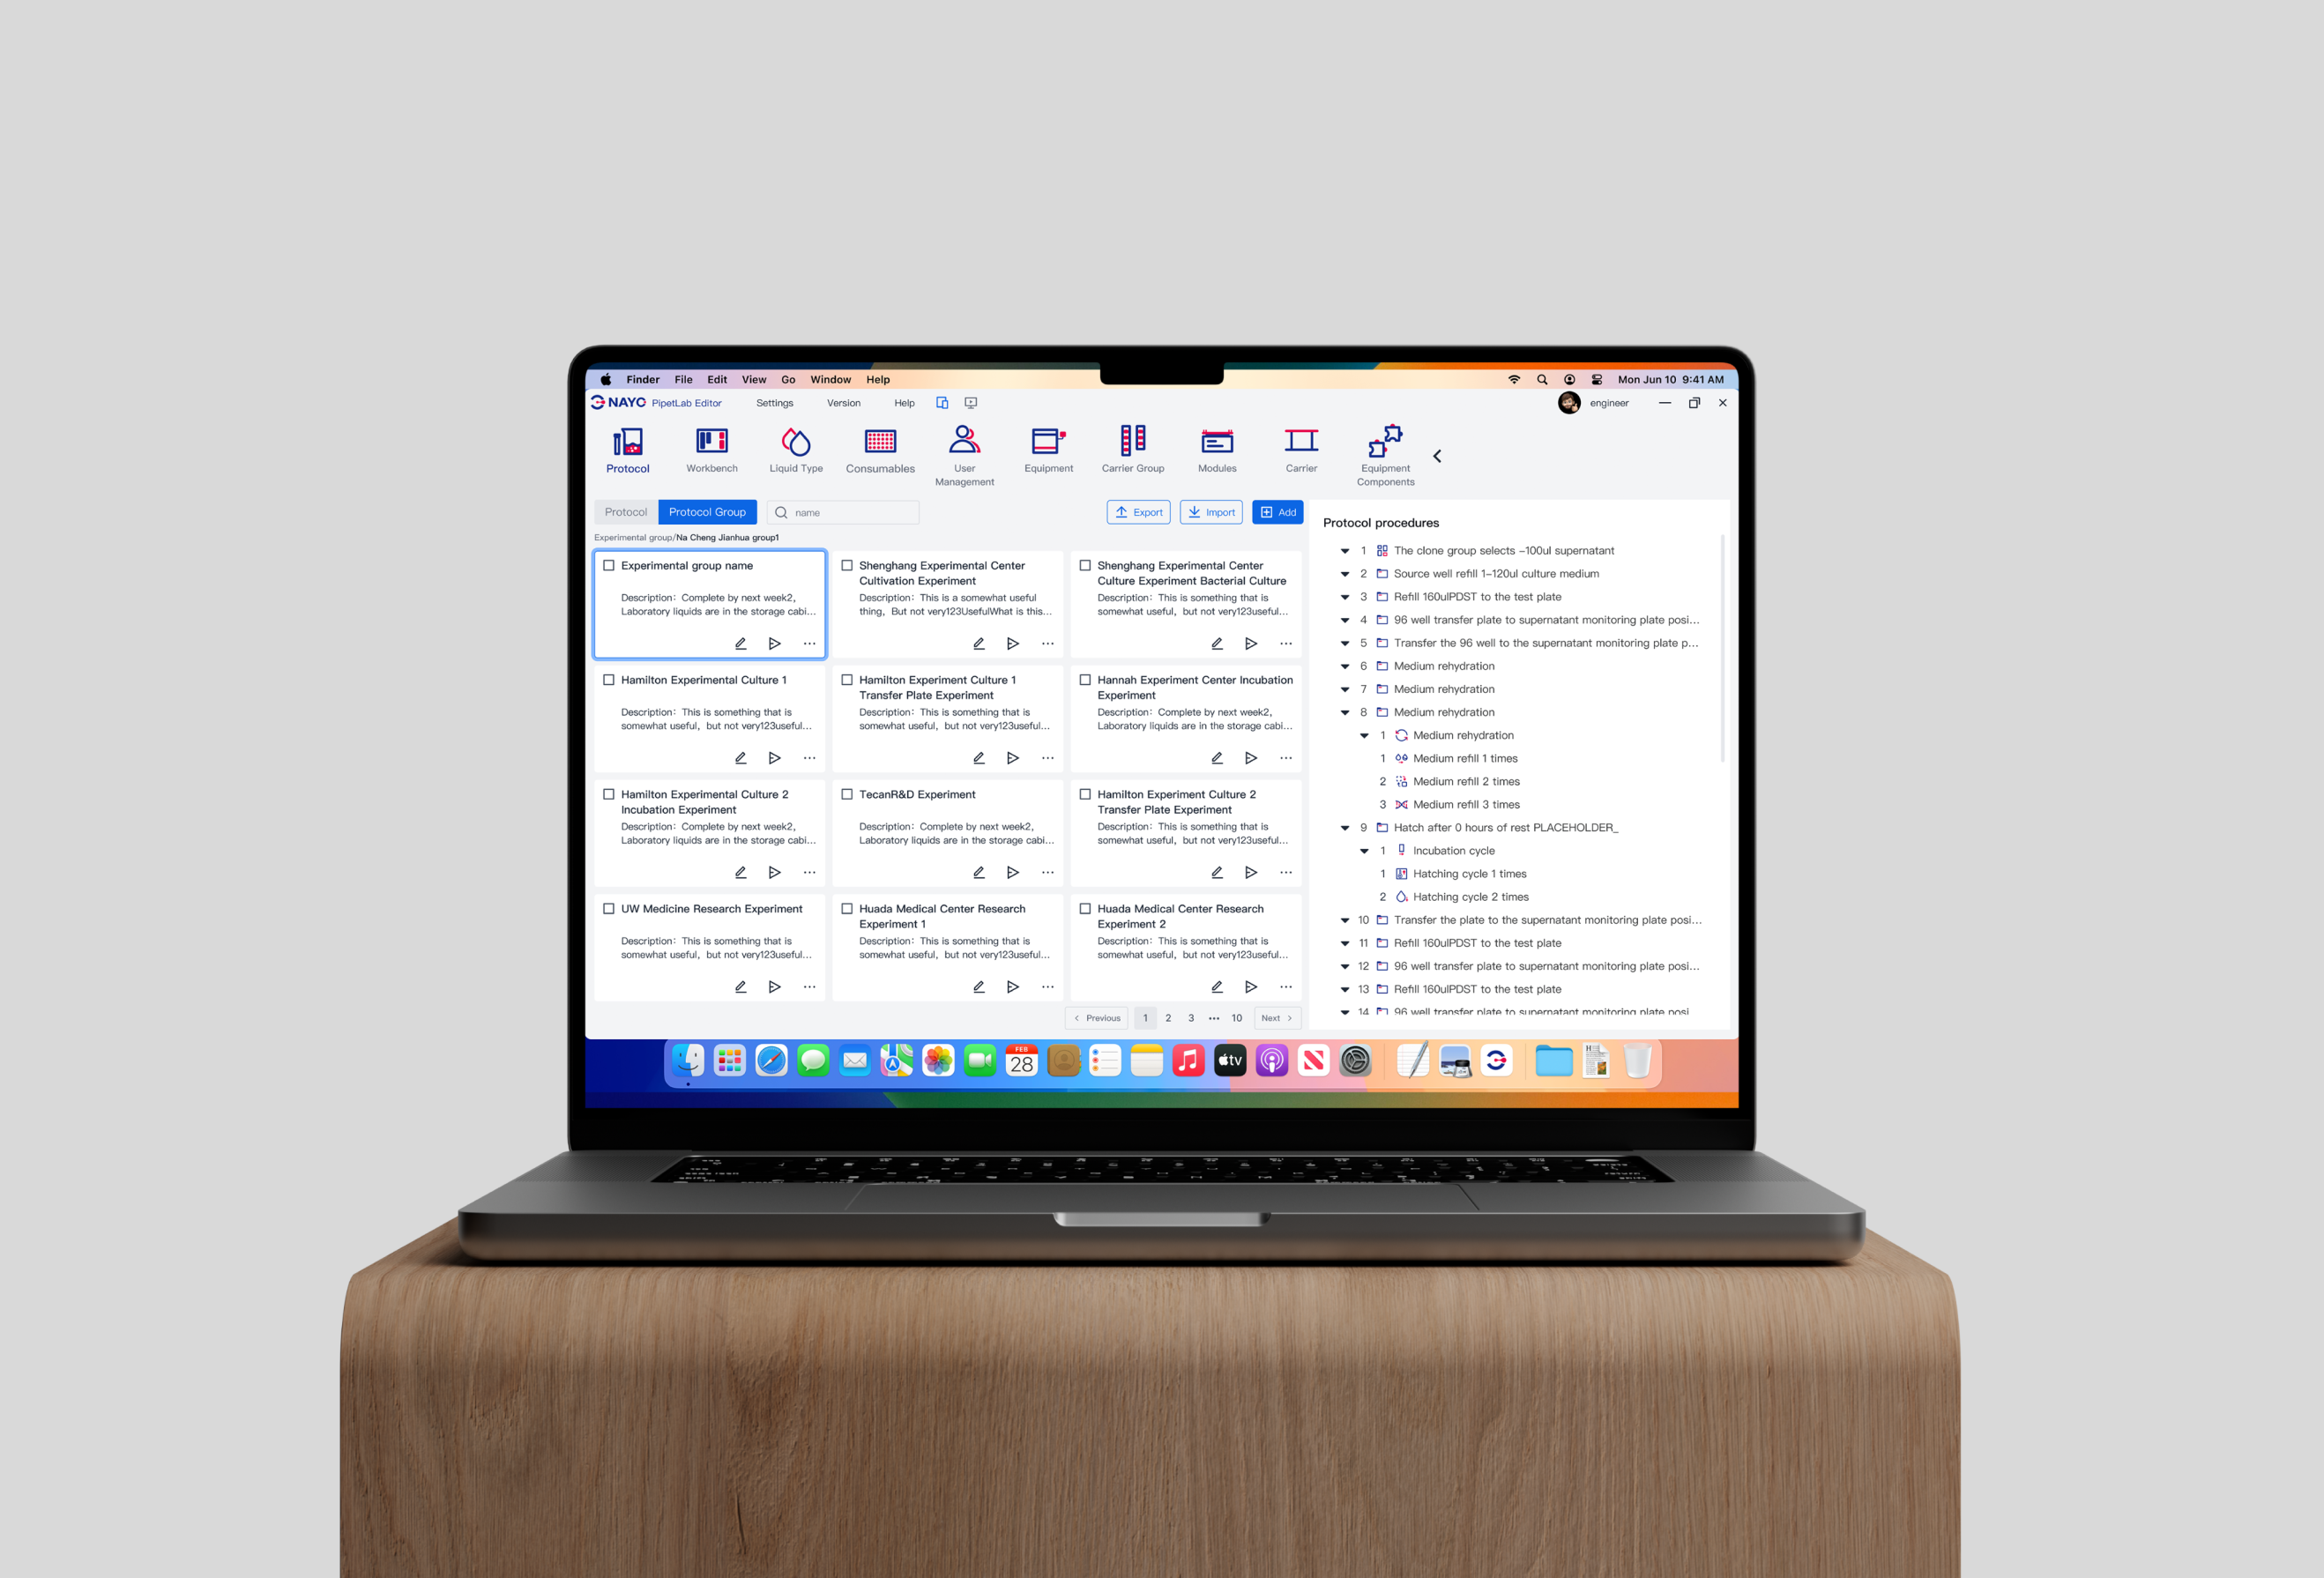 Finder File Edit View Go Window Help
Mon Jun 10 9:41 AM
NAYO PipetLab Editor Settings Version Help
engineer
Protocol
Workbench
Liquid Type
Consumables
User
Management
Equipment
Carrier Group
Modules
Carrier
Equipment
Components
Protocol Protocol Group name Export Import Add
Experimental group/Na Cheng Jianhua group1
Experimental group name
Description: Complete by next week2,
Laboratory liquids are in the storage cabi...
Shenghang Experimental Center
Cultivation Experiment
Description: This is a somewhat useful
thing, But not very123UsefulWhat is this...
Shenghang Experimental Center
Culture Experiment Bacterial Culture
Description: This is something that is
somewhat useful, but not very123useful...
Hamilton Experimental Culture 1
Description: This is something that is
somewhat useful, but not very123useful...
Hamilton Experiment Culture 1
Transfer Plate Experiment
Description: This is something that is
somewhat useful, but not very123useful...
Hannah Experiment Center Incubation
Experiment
Description: Complete by next week2,
Laboratory liquids are in the storage cabi...
Hamilton Experimental Culture 2
Incubation Experiment
Description: Complete by next week2,
Laboratory liquids are in the storage cabi...
TecanR&D Experiment
Description: Complete by next week2,
Laboratory liquids are in the storage cabi...
Hamilton Experiment Culture 2
Transfer Plate Experiment
Description: This is something that is
somewhat useful, but not very123useful...
UW Medicine Research Experiment
Description: This is something that is
somewhat useful, but not very123useful...
Huada Medical Center Research
Experiment 1
Description: This is something that is
somewhat useful, but not very123useful...
Huada Medical Center Research
Experiment 2
Description: This is something that is
somewhat useful, but not very123useful...
< Previous 1 2 3 ··· 10 Next >
Protocol procedures
1 The clone group selects -100ul supernatant
2 Source well refill 1-120ul culture medium
3 Refill 160ulPDST to the test plate
4 96 well transfer plate to supernatant monitoring plate posi...
5 Transfer the 96 well to the supernatant monitoring plate p...
6 Medium rehydration
7 Medium rehydration
8 Medium rehydration
1 Medium rehydration
1 Medium refill 1 times
2 Medium refill 2 times
3 Medium refill 3 times
9 Hatch after 0 hours of rest PLACEHOLDER_
1 Incubation cycle
1 Hatching cycle 1 times
2 Hatching cycle 2 times
10 Transfer the plate to the supernatant monitoring plate posi...
11 Refill 160ulPDST to the test plate
12 96 well transfer plate to supernatant monitoring plate posi...
13 Refill 160ulPDST to the test plate
14 96 well transfer plate to supernatant monitoring plate posi
FEB
28
tv